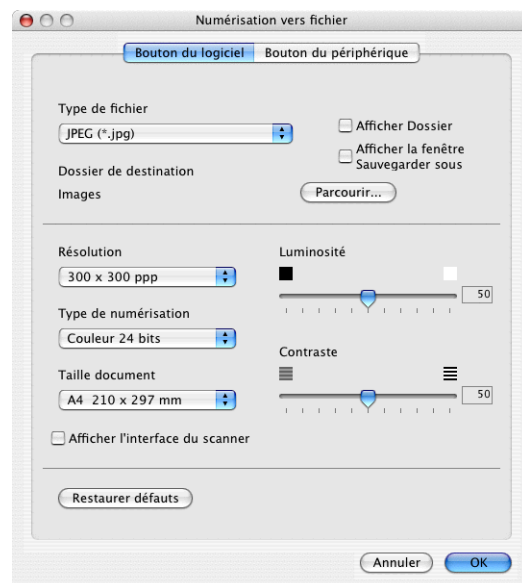 Numérisation vers fichier
Bouton du logiciel
Bouton du périphérique
Type de fichier
JPEG (*.jpg)
Afficher Dossier
Afficher la fenêtre
Sauvegarder sous
Dossier de destination
Images
Parcourir...
Résolution
300 x 300 ppp
Luminosité
50
Type de numérisation
Couleur 24 bits
Taille document
A4 210 x 297 mm
Contraste
50
Afficher l'interface du scanner
Restaurer défauts
Annuler
OK